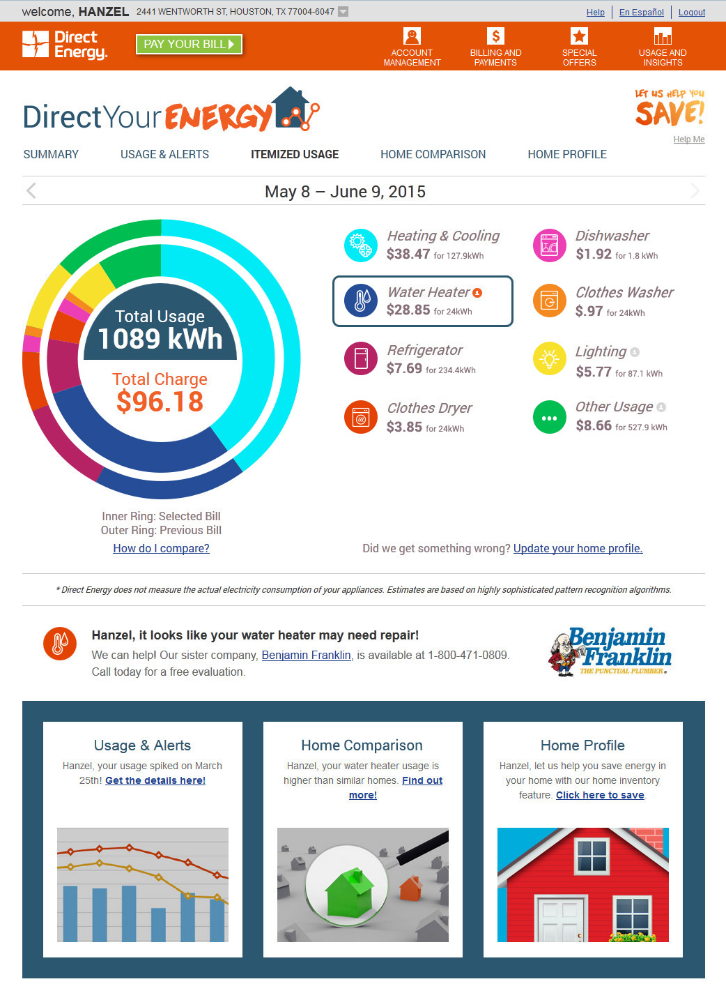 welcome, HANZEL 2441 WENTWORTH ST, HOUSTON, TX 77004-6047
Help
En Español
Logout
Direct
Energy.
PAY YOUR BILL
ACCOUNT
MANAGEMENT
BILLING AND
PAYMENTS
SPECIAL
OFFERS
USAGE AND
INSIGHTS
DirectYourENERGY
LET US HELP YOU
SAVE!
Help Me
SUMMARY
USAGE & ALERTS
ITEMIZED USAGE
HOME COMPARISON
HOME PROFILE
May 8 – June 9, 2015
Total Usage
1089 kWh
Total Charge
$96.18
Inner Ring: Selected Bill
Outer Ring: Previous Bill
How do I compare?
Heating & Cooling
$38.47 for 127.9kWh
Dishwasher
$1.92 for 1.8 kWh
Water Heater
$28.85 for 24kWh
Clothes Washer
$.97 for 24kWh
Refrigerator
$7.69 for 234.4kWh
Lighting
$5.77 for 87.1 kWh
Clothes Dryer
$3.85 for 24kWh
Other Usage
$8.66 for 527.9 kWh
Did we get something wrong? Update your home profile.
* Direct Energy does not measure the actual electricity consumption of your appliances. Estimates are based on highly sophisticated pattern recognition algorithms.
Hanzel, it looks like your water heater may need repair!
We can help! Our sister company, Benjamin Franklin, is available at 1-800-471-0809.
Call today for a free evaluation.
Benjamin
Franklin
THE PUNCTUAL PLUMBER
Usage & Alerts
Hanzel, your usage spiked on March
25th! Get the details here!
Home Comparison
Hanzel, your water heater usage is
higher than similar homes. Find out
more!
Home Profile
Hanzel, let us help you save energy in
your home with our home inventory
feature. Click here to save.